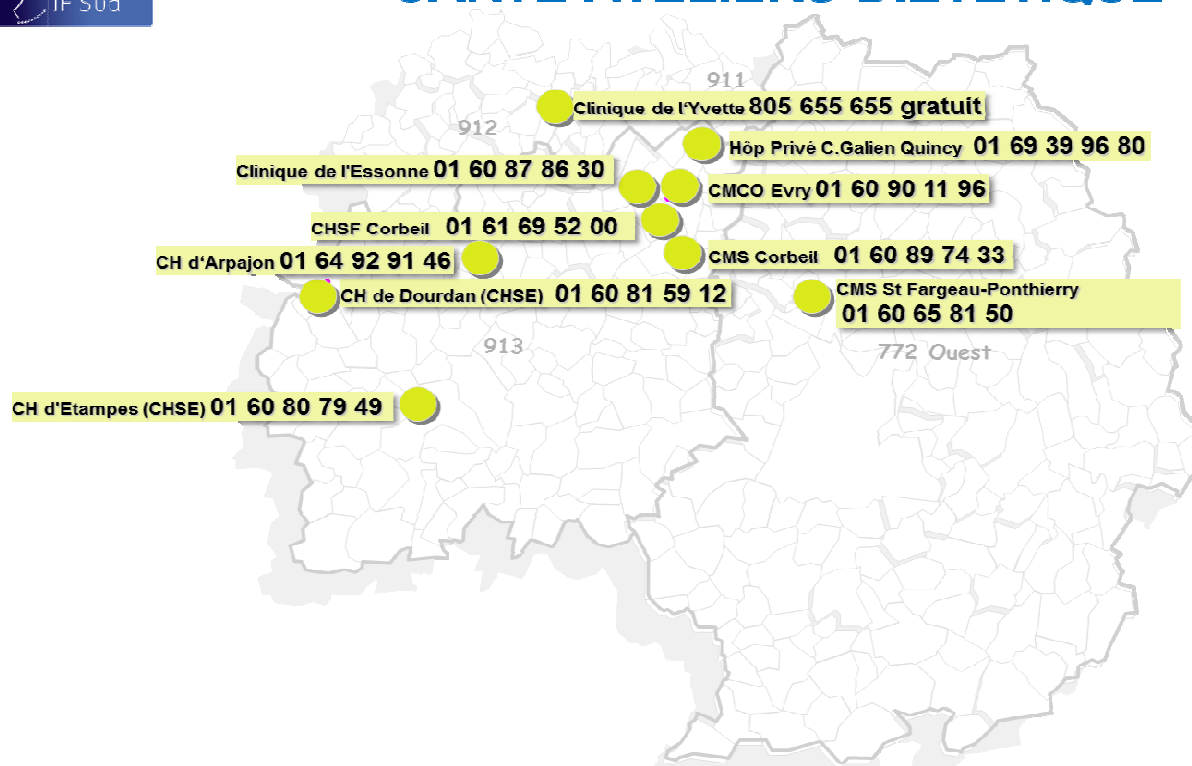 IF Sud
SANTE ATELIERS DIETETIQUE
911
Clinique de l'Yvette 805 655 655 gratuit
912
Hôp Privé C.Galien Quincy 01 69 39 96 80
Clinique de l'Essonne 01 60 87 86 30
CMCO Evry 01 60 90 11 96
CHSF Corbeil 01 61 69 52 00
CH d'Arpajon 01 64 92 91 46
CMS Corbeil 01 60 89 74 33
CH de Dourdan (CHSE) 01 60 81 59 12
CMS St Fargeau-Ponthierry
01 60 65 81 50
913
772 Ouest
CH d'Etampes (CHSE) 01 60 80 79 49